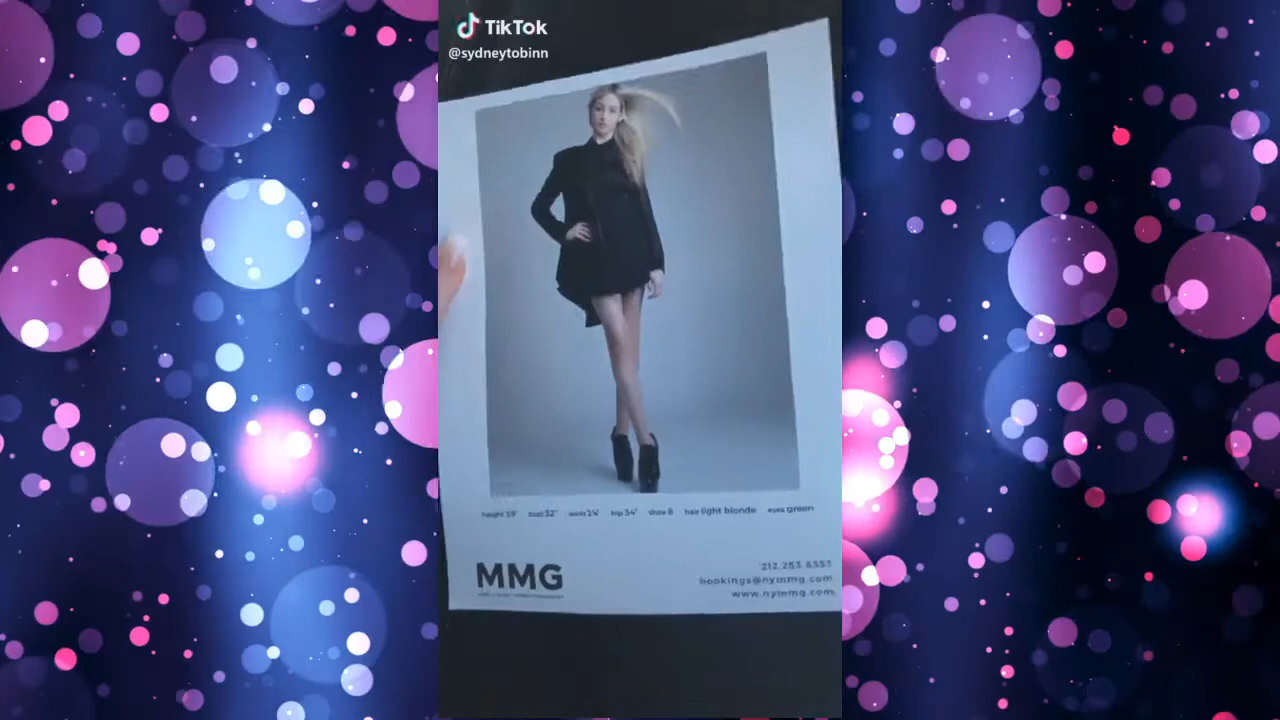 TikTok
@sydneytobinn
height 5'9" bust 32" waist 24" hip 34" shoe 8 hair light blonde eyes green
MMG
212.253.8353
bookings@nymmg.com
www.nymmg.com